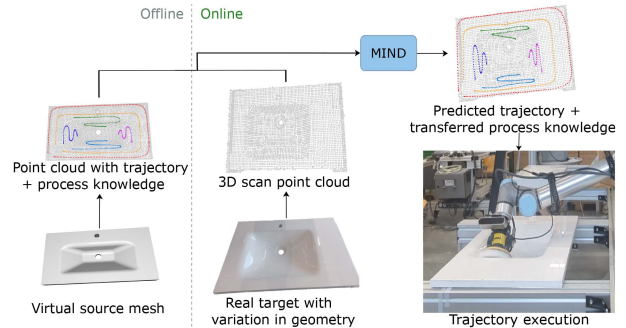 Offline
Online
MIND
Predicted trajectory +
transferred process knowledge
Point cloud with trajectory
+ process knowledge
3D scan point cloud
Virtual source mesh
Real target with
variation in geometry
Trajectory execution